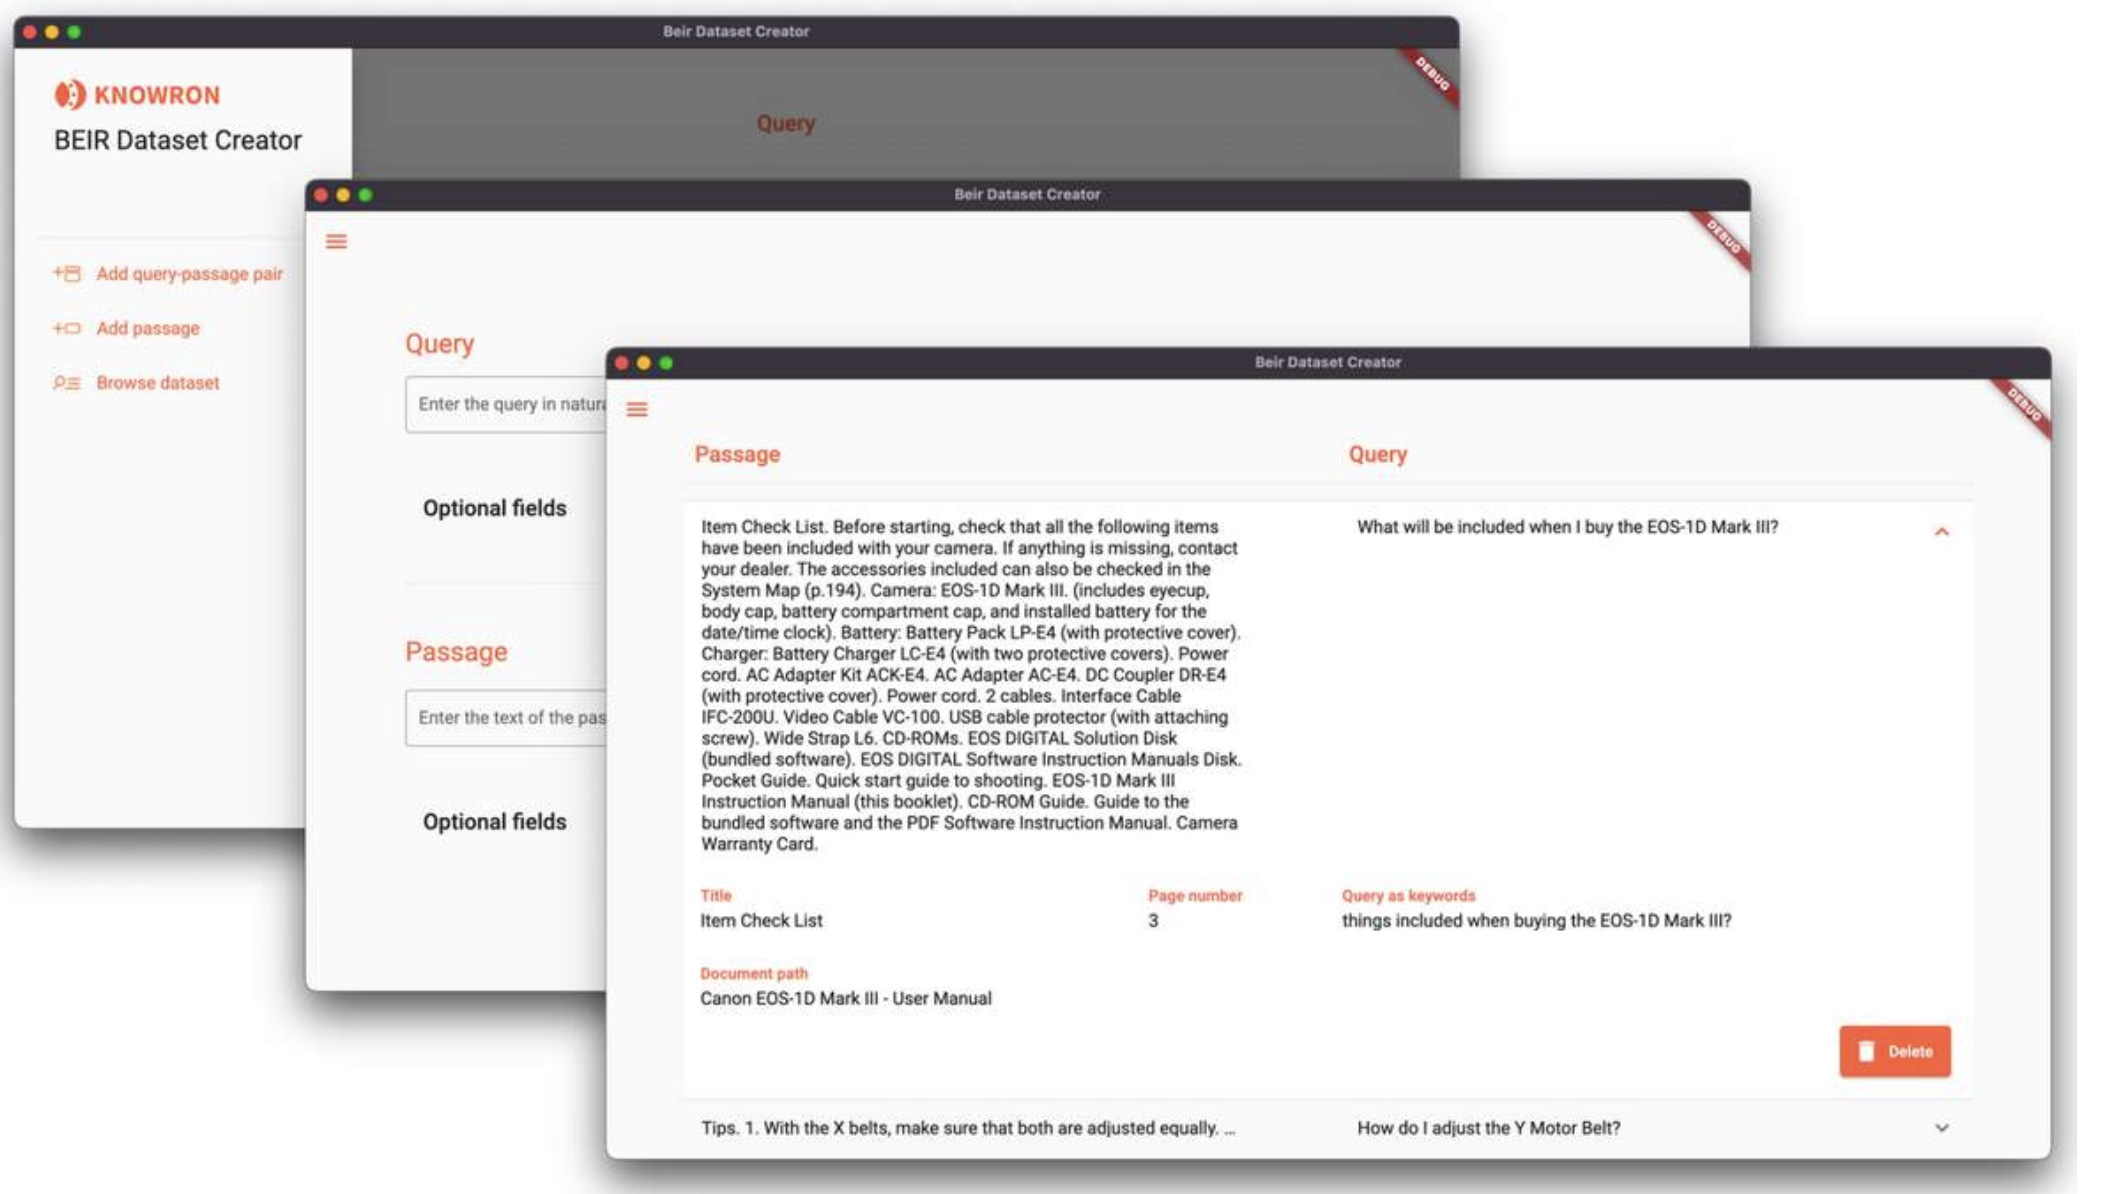 Beir Dataset Creator
DEBUG
KNOWRON
BEIR Dataset Creator
Query
Add query-passage pair
Add passage
Browse dataset
Beir Dataset Creator
DEBUG
Query
Enter the query in natura
Optional fields
Passage
Enter the text of the pas
Optional fields
Beir Dataset Creator
DEBUG
Passage
Query
Item Check List. Before starting, check that all the following items
have been included with your camera. If anything is missing, contact
your dealer. The accessories included can also be checked in the
System Map (p.194). Camera: EOS-1D Mark III. (includes eyecup,
body cap, battery compartment cap, and installed battery for the
date/time clock). Battery: Battery Pack LP-E4 (with protective cover).
Charger: Battery Charger LC-E4 (with two protective covers). Power
cord. AC Adapter Kit ACK-E4. AC Adapter AC-E4. DC Coupler DR-E4
(with protective cover). Power cord. 2 cables. Interface Cable
IFC-200U. Video Cable VC-100. USB cable protector (with attaching
screw). Wide Strap L6. CD-ROMs. EOS DIGITAL Solution Disk
(bundled software). EOS DIGITAL Software Instruction Manuals Disk.
Pocket Guide. Quick start guide to shooting. EOS-1D Mark III
Instruction Manual (this booklet). CD-ROM Guide. Guide to the
bundled software and the PDF Software Instruction Manual. Camera
Warranty Card.
What will be included when I buy the EOS-1D Mark III?
Title
Item Check List
Page number
3
Query as keywords
things included when buying the EOS-1D Mark III?
Document path
Canon EOS-1D Mark III - User Manual
Delete
Tips. 1. With the X belts, make sure that both are adjusted equally. ...
How do I adjust the Y Motor Belt?